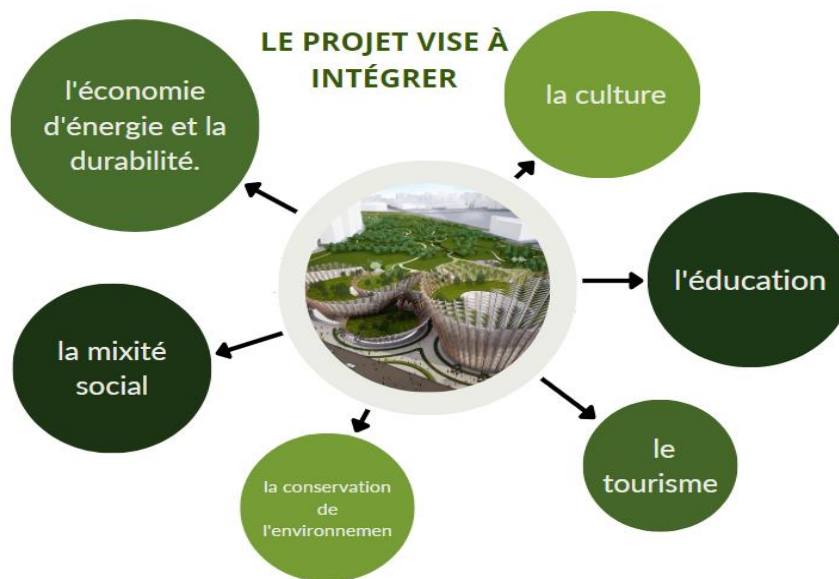 LE PROJET VISE À
INTÉGRER
l'économie
d'énergie et la
durabilité.
la culture
l'éducation
la mixité
social
le
tourisme
la conservation
de
l'environnemen